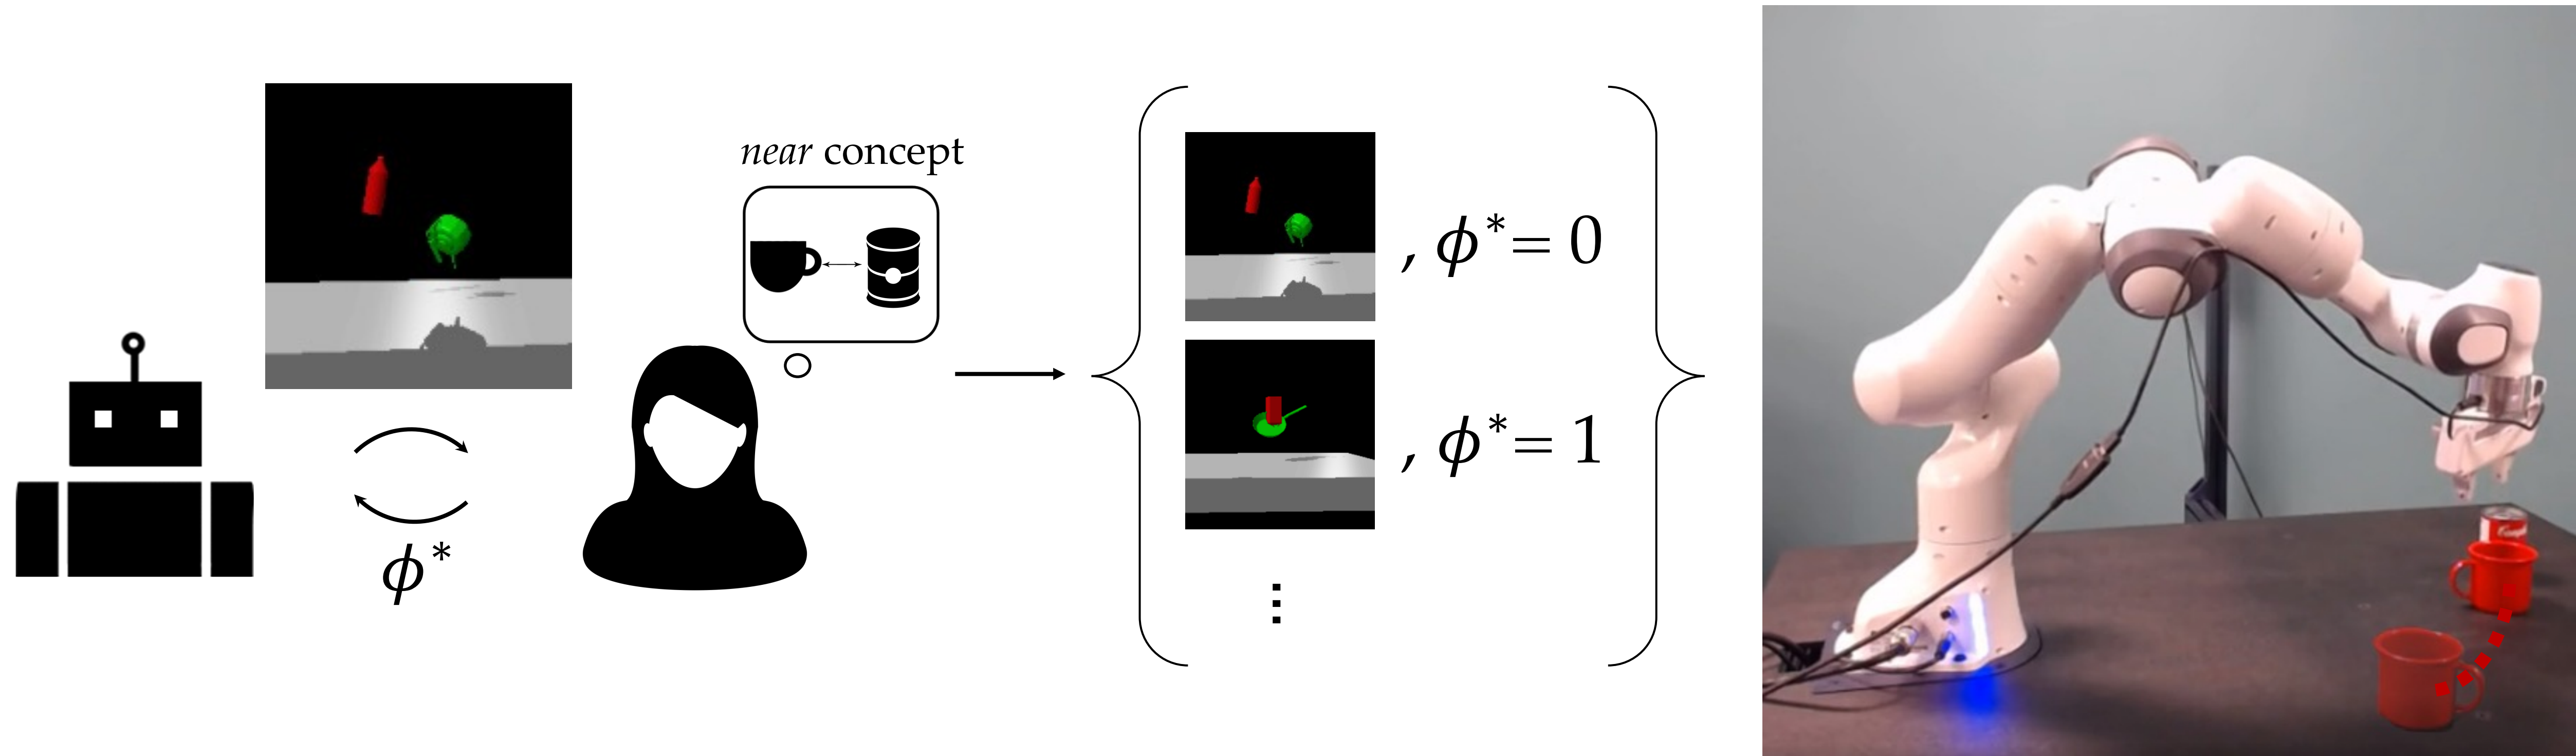 near concept
ϕ*
, ϕ*= 0
, ϕ*= 1
⋮